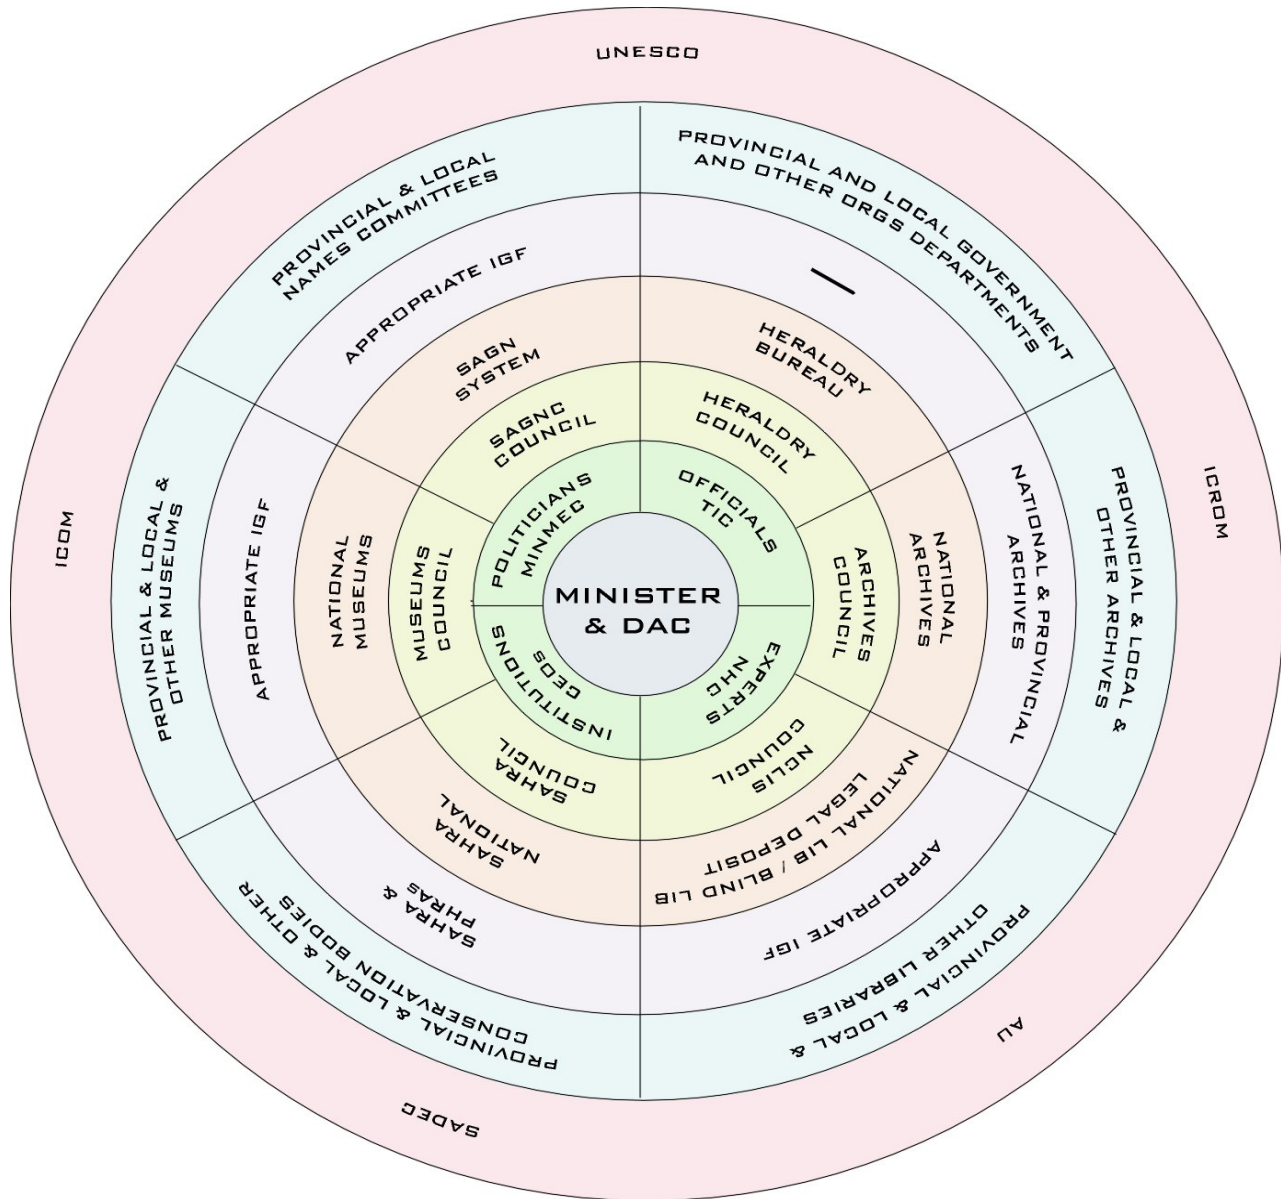 UNESCO
PROVINCIAL & LOCAL
NAMES COMMITTEES
PROVINCIAL AND LOCAL GOVERNMENT
AND OTHER ORGS DEPARTMENTS
APPROPRIATE IGF
SAGN
SYSTEM
HERALDRY
BUREAU
SAGNC
COUNCIL
HERALDRY
COUNCIL
POLITICIANS
MINMEC
OFFICIALS
TIC
ICOM
PROVINCIAL & LOCAL &
OTHER MUSEUMS
APPROPRIATE IGF
NATIONAL
MUSEUMS
MUSEUMS
COUNCIL
MINISTER
& DAC
ARCHIVES
COUNCIL
NATIONAL
ARCHIVES
NATIONAL & PROVINCIAL
ARCHIVES
PROVINCIAL & LOCAL &
OTHER ARCHIVES
ICROM
INSTITUTIONS
CEOs
EXPERTS
NHC
SAHRA
COUNCIL
NCLIS
COUNCIL
SAHRA
NATIONAL
NATIONAL LIB / BLIND LIB
LEGAL DEPOSIT
SAHRA &
PHRAs
APPROPRIATE IGF
PROVINCIAL & LOCAL & OTHER
CONSERVATION BODIES
PROVINCIAL & LOCAL &
OTHER LIBRARIES
SADEC
AU